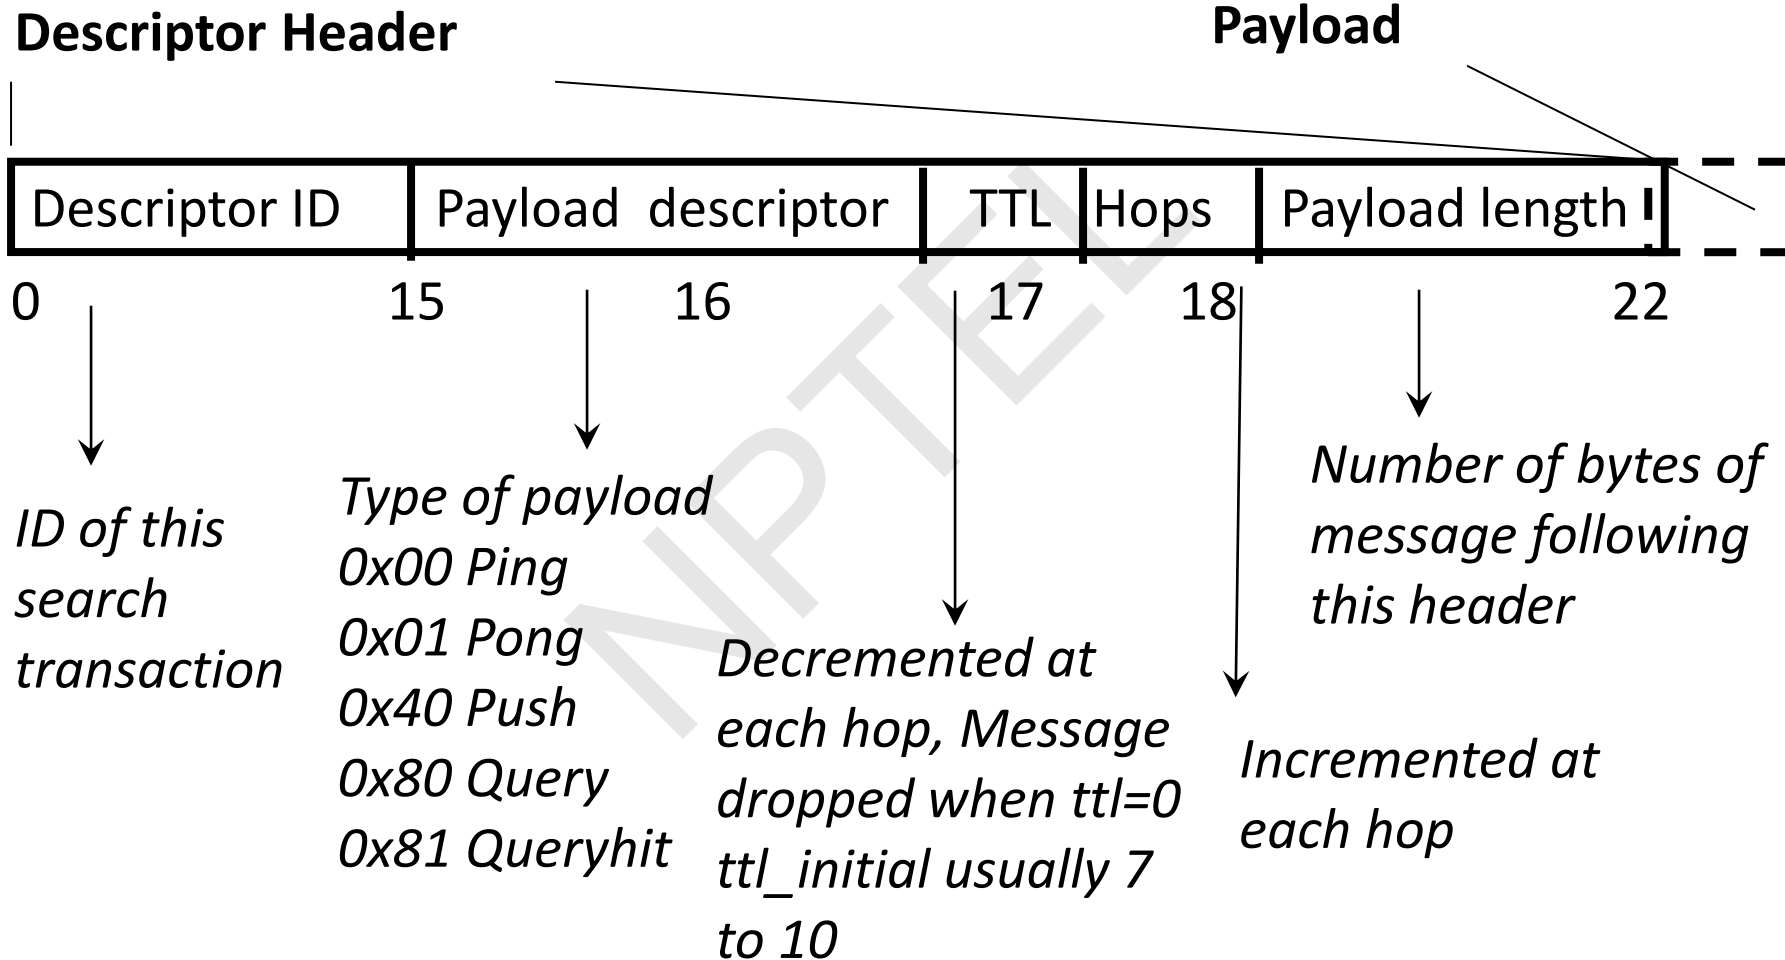 Descriptor Header
Payload
Descriptor ID
Payload descriptor
TTL
Hops
Payload length
0
15
16
17
18
22
ID of this
search
transaction
Type of payload
0x00 Ping
0x01 Pong
0x40 Push
0x80 Query
0x81 Queryhit
Decremented at
each hop, Message
dropped when ttl=0
ttl_initial usually 7
to 10
Incremented at
each hop
Number of bytes of
message following
this header
NPTEL